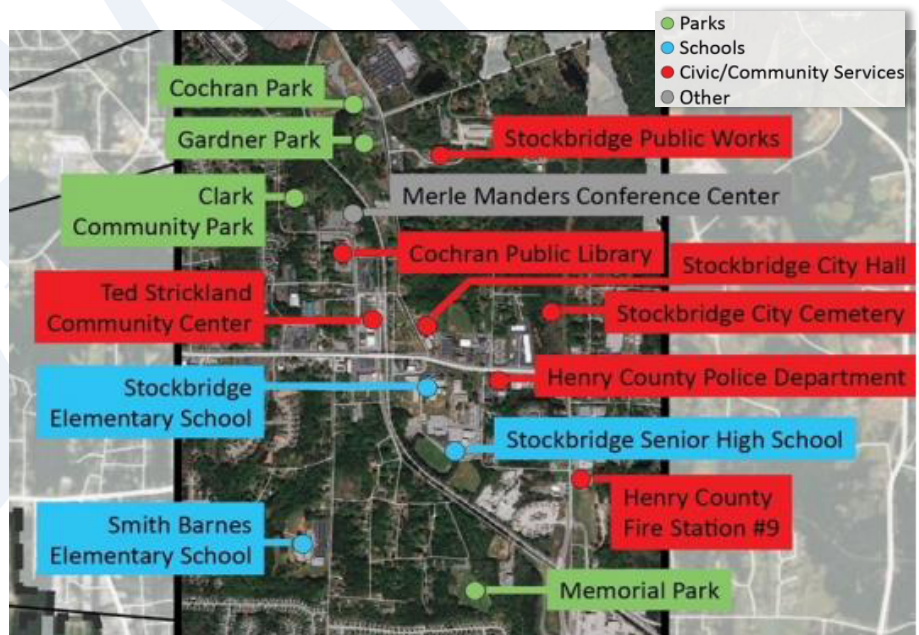 Parks
Schools
Civic/Community Services
Other
Cochran Park
Gardner Park
Stockbridge Public Works
Clark
Community Park
Merle Manders Conference Center
Cochran Public Library
Stockbridge City Hall
Ted Strickland
Community Center
Stockbridge City Cemetery
Stockbridge
Elementary School
Henry County Police Department
Stockbridge Senior High School
Henry County
Fire Station #9
Smith Barnes
Elementary School
Memorial Park